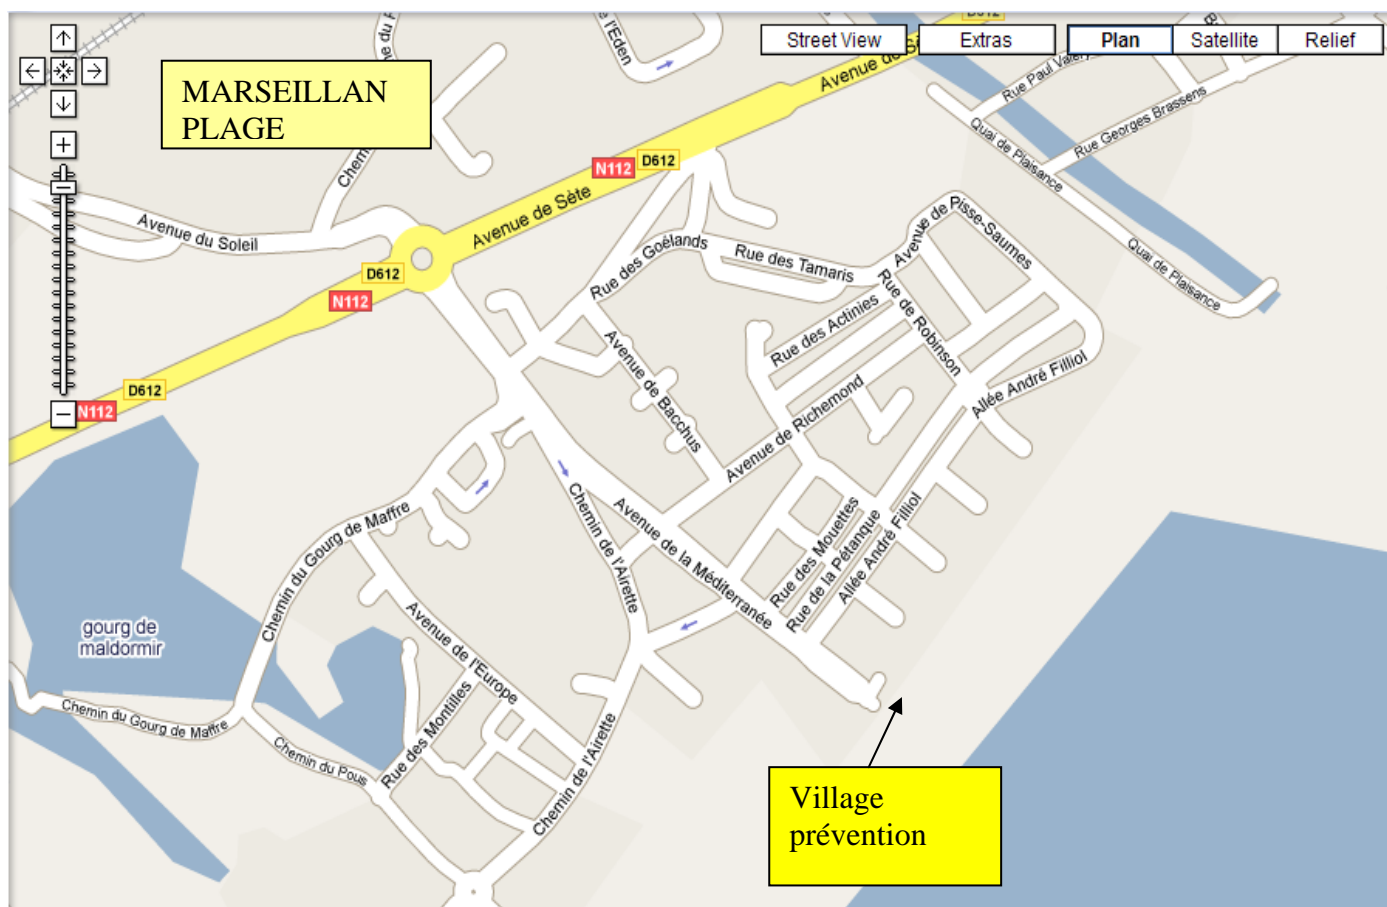 Street View
Extras
Plan
Satellite
Relief
MARSEILLAN
PLAGE
D612
l'Eden
Avenue de
Rue Paul Valéry
Rue Georges Brassens
Quai de Plaisance
Quai de Plaisance
N112
D612
Avenue de Sète
Avenue du Soleil
D612
N112
D612
N112
Rue des Goélands
Rue des Tamaris
Avenue de Pisse-Saumes
Rue des Actinies
Rue de Robinson
Allée André Filliol
Avenue de Bacchus
Avenue de Richemond
Chemin de l'Airette
Avenue de la Méditerranée
Rue des Mouettes
Rue de la Pétanque
Allée André Filliol
Chemin du Gourg de Maffre
gourg de
maldormir
Avenue de l'Europe
Chemin du Gourg de Maffre
Rue des Montilles
Chemin du Pous
Chemin de l'Airette
Village
prévention